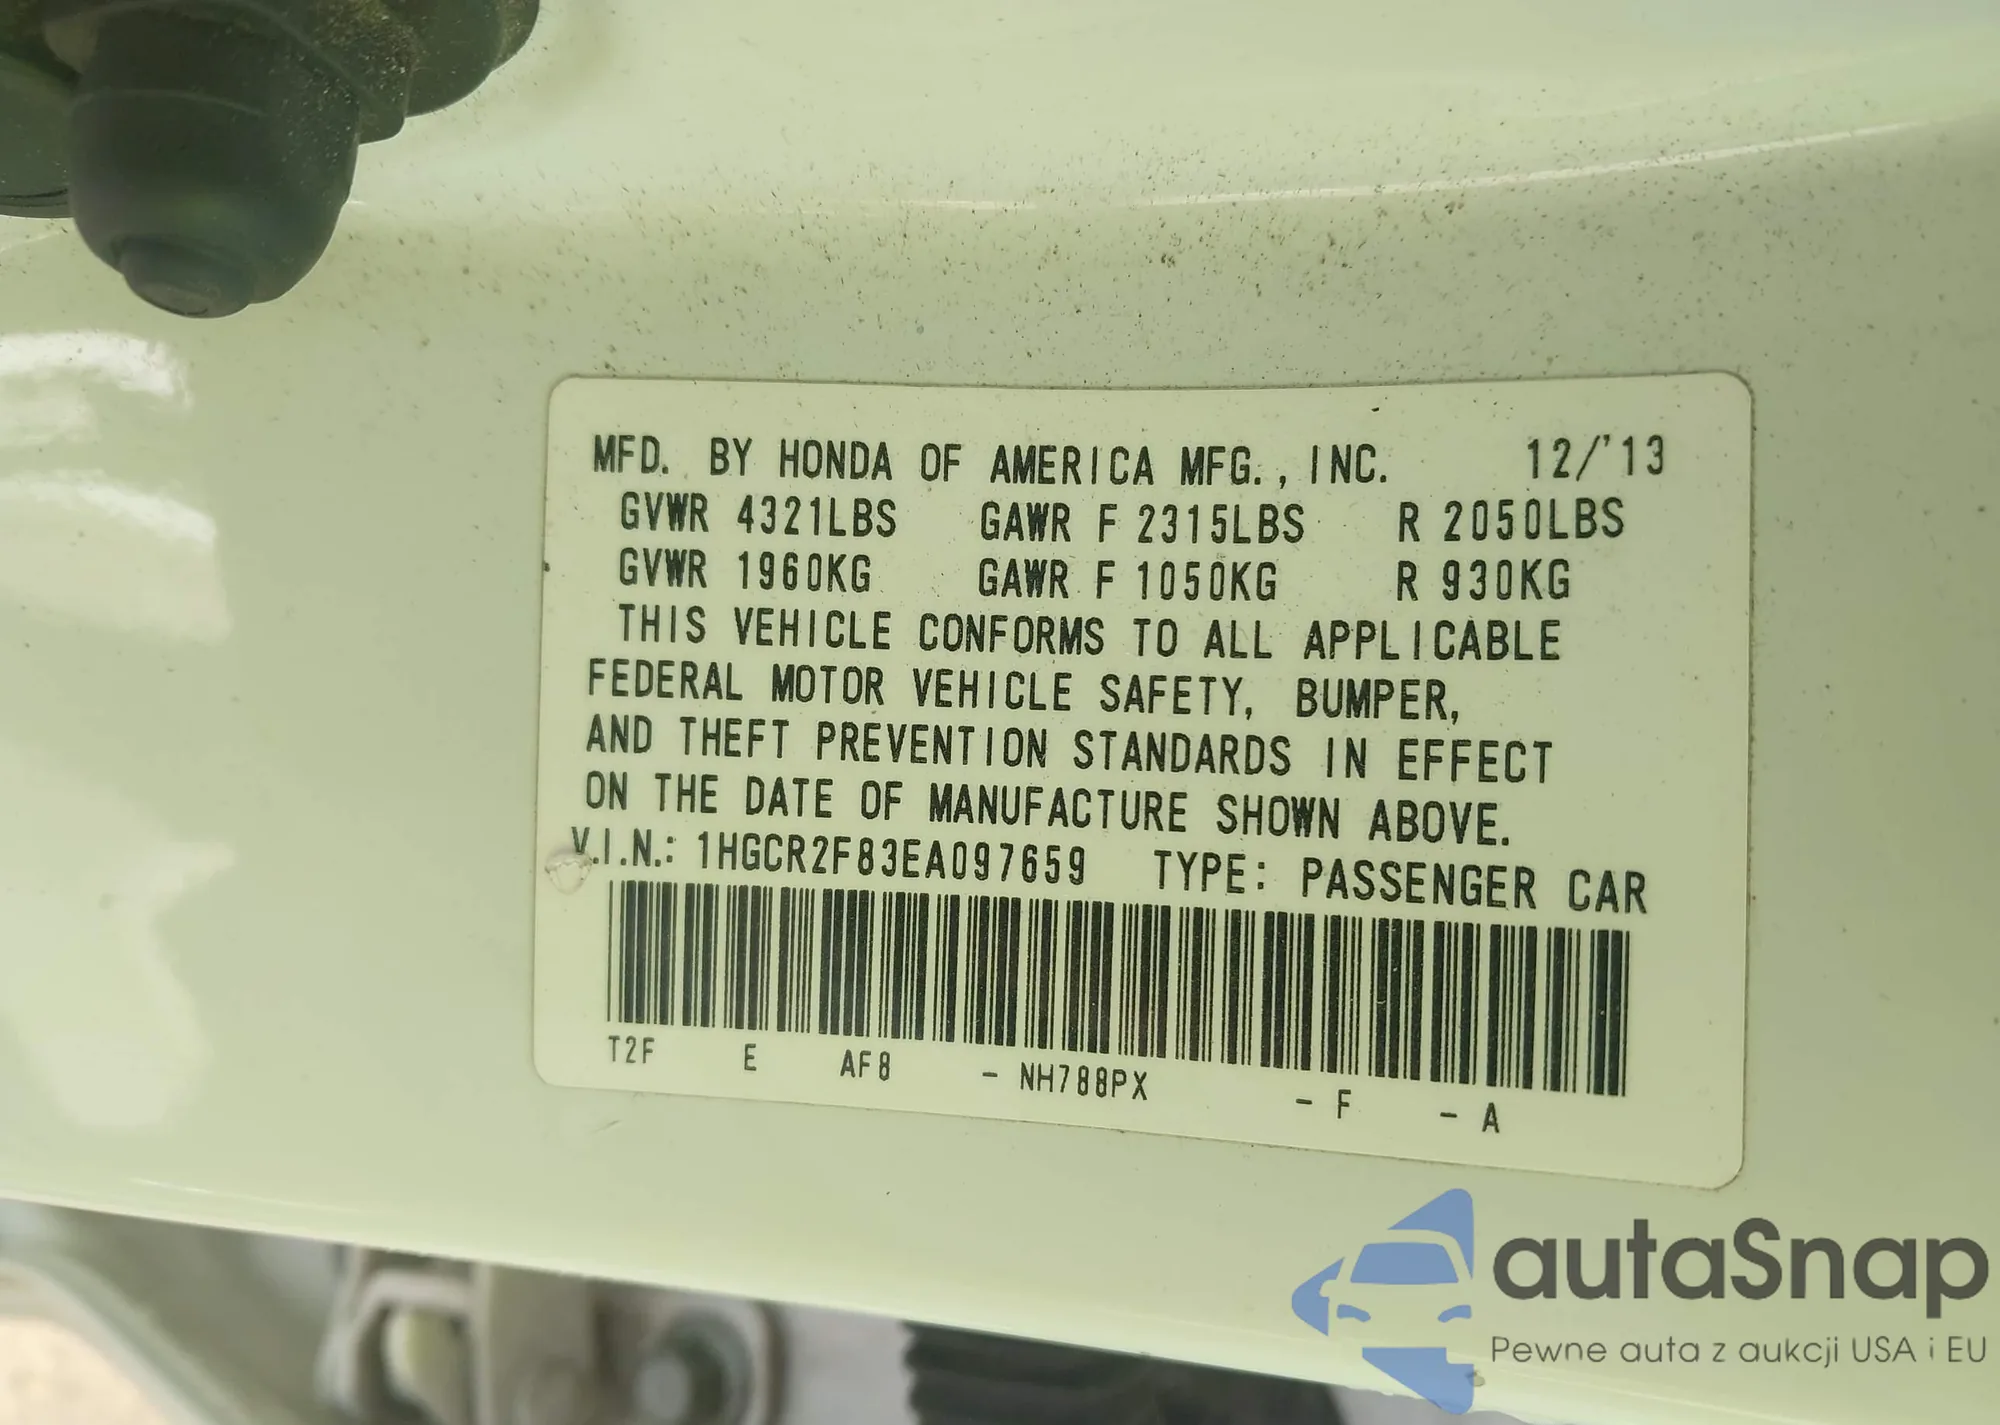 MFD. BY HONDA OF AMERICA MFG., INC. 12/'13
GVWR 4321LBS GAWR F 2315LBS R 2050LBS
GVWR 1960KG GAWR F 1050KG R 930KG
THIS VEHICLE CONFORMS TO ALL APPLICABLE
FEDERAL MOTOR VEHICLE SAFETY, BUMPER,
AND THEFT PREVENTION STANDARDS IN EFFECT
ON THE DATE OF MANUFACTURE SHOWN ABOVE.
V.I.N.: 1HGCR2F83EA097659 TYPE: PASSENGER CAR
T2F E AF8 - NH788PX - F - A
autaSnap
Pewne auta z aukcji USA i EU